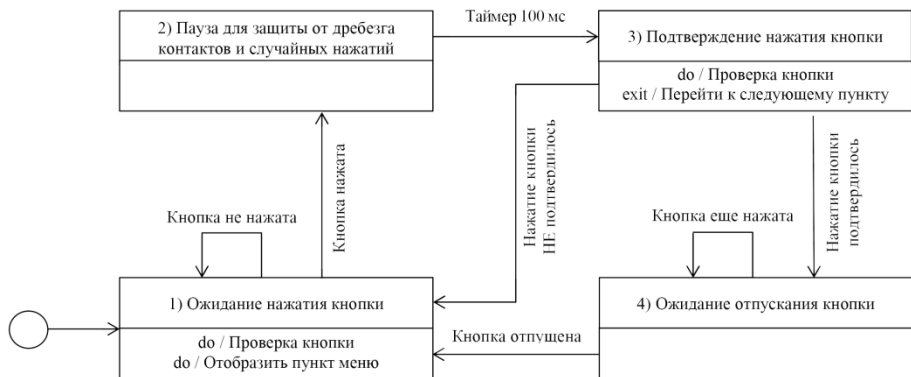 2) Пауза для защиты от дребезга
контактов и случайных нажатий
Таймер 100 мс
3) Подтверждение нажатия кнопки
do / Проверка кнопки
exit / Перейти к следующему пункту
Кнопка нажата
Нажатие кнопки
НЕ подтвердилось
Нажатие кнопки
подтвердилось
Кнопка не нажата
Кнопка еще нажата
1) Ожидание нажатия кнопки
do / Проверка кнопки
do / Отобразить пункт меню
Кнопка отпущена
4) Ожидание отпускания кнопки